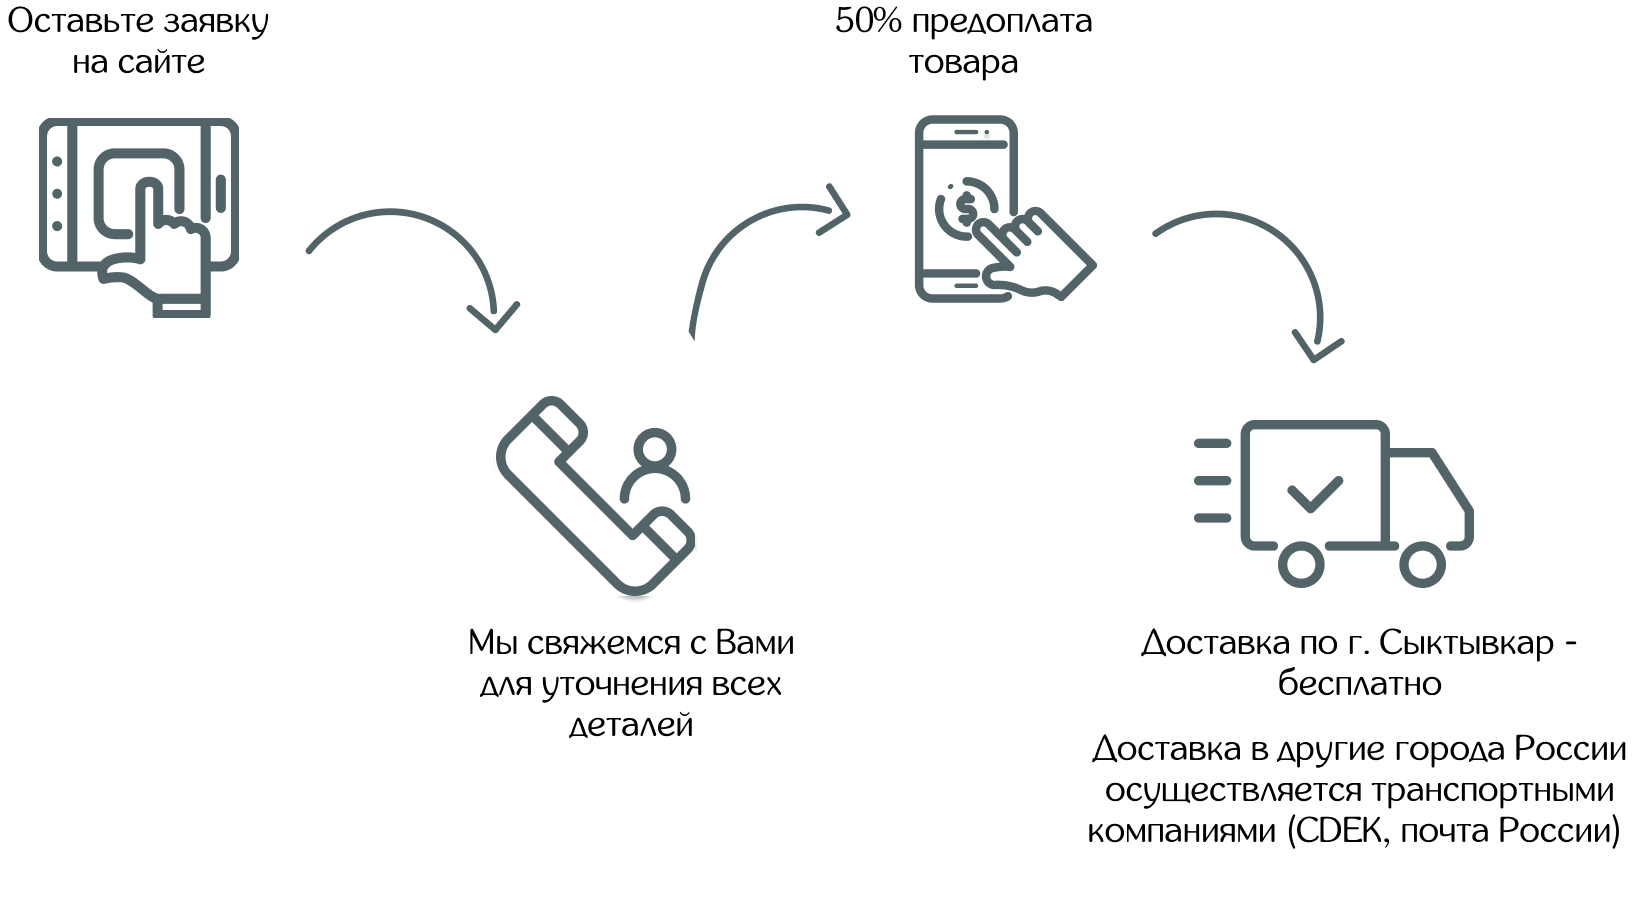 Оставьте заявку
на сайте
50% предоплата
товара
Мы свяжемся с Вами
для уточнения всех
деталей
Доставка по г. Сыктывкар -
бесплатно
Доставка в другие города России
осуществляется транспортными
компаниями (CDEK, почта России)